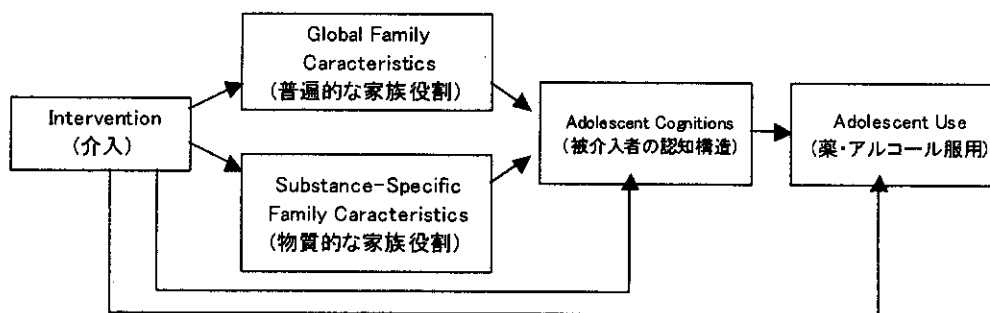 Intervention
(介入)
Global Family
Caracteristics
(普遍的な家族役割)
Substance-Specific
Family Caracteristics
(物質的な家族役割)
Adolescent Cognitions
(被介入者の認知構造)
Adolescent Use
(薬・アルコール服用)